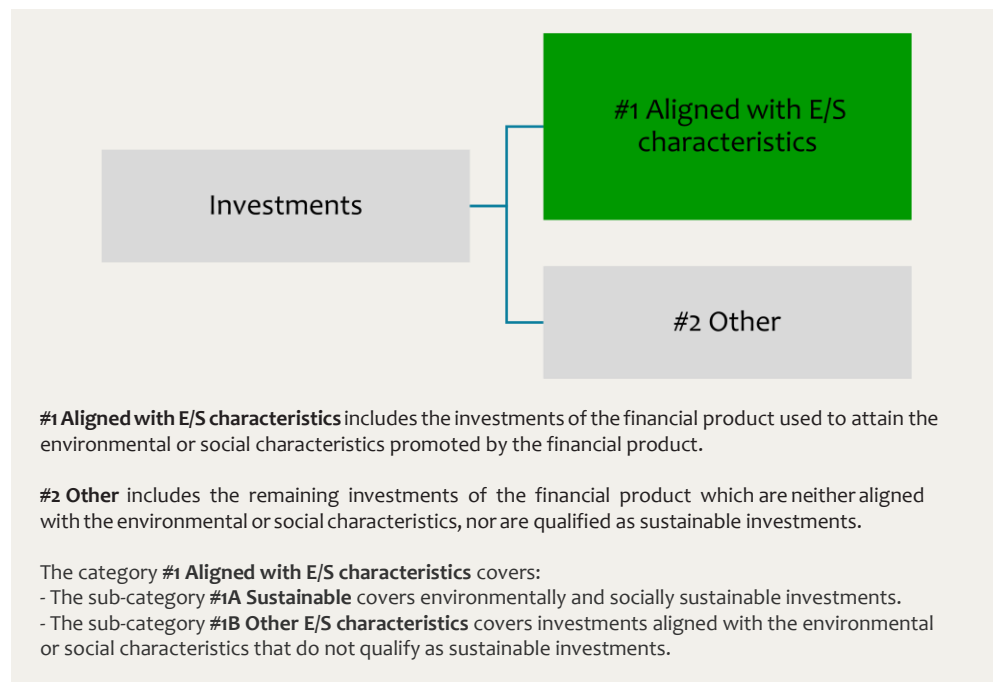 #1 Aligned with E/S
characteristics
Investments
#2 Other
#1 Aligned with E/S characteristics includes the investments of the financial product used to attain the
environmental or social characteristics promoted by the financial product.
#2 Other includes the remaining investments of the financial product which are neither aligned
with the environmental or social characteristics, nor are qualified as sustainable investments.
The category #1 Aligned with E/S characteristics covers:
- The sub-category #1A Sustainable covers environmentally and socially sustainable investments.
- The sub-category #1B Other E/S characteristics covers investments aligned with the environmental
or social characteristics that do not qualify as sustainable investments.